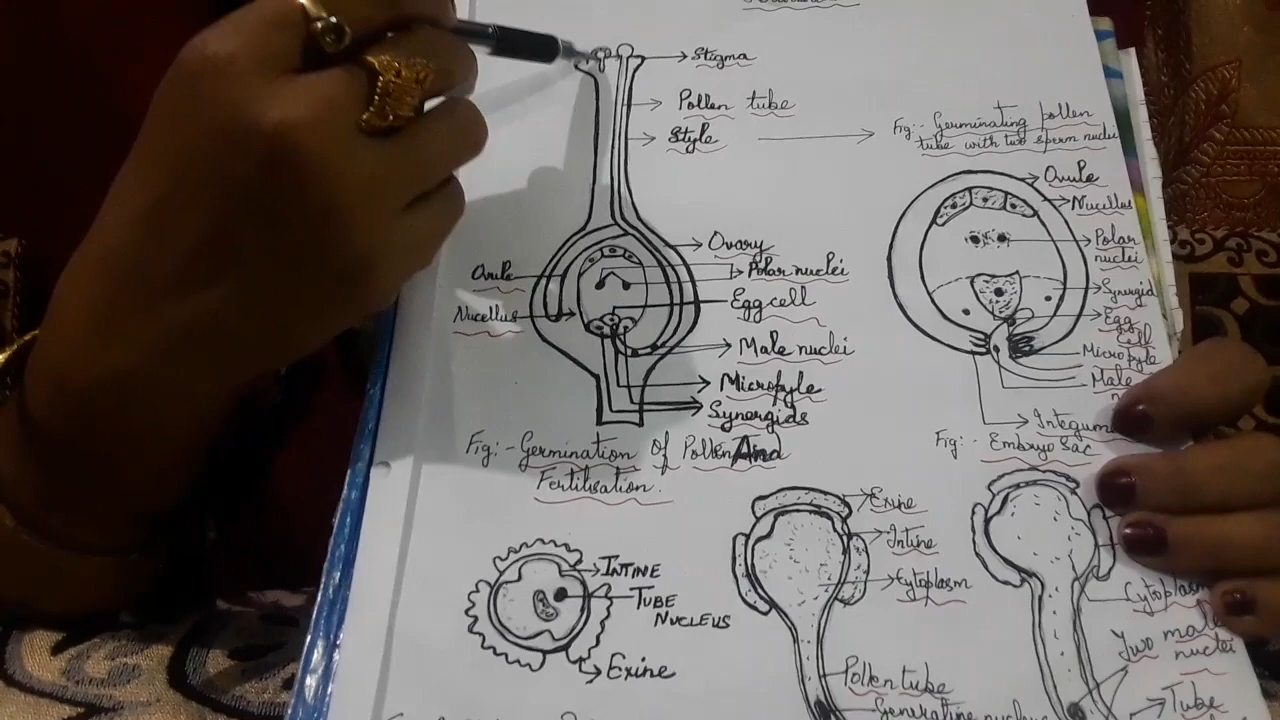 Stigma
Pollen tube
Style
Ovary
Ovule
Polar nuclei
Egg cell
Nucellus
Male nuclei
Micropyle
Synergids
Fig:- Germination of Pollen And
Fertilisation.
Fig:- Germinating pollen
tube with two sperm nuclei
Ovule
Nucellus
Polar
nuclei
Synergid
Egg
Cell
Micropyle
Male
Integum
Fig:- Embryo Sac
INTINE
TUBE
NUCLEUS
Exine
Exine
Intine
Cytoplasm
Pollen tube
Generative nucleus
Cytoplasm
Two male
nuclei
Tube